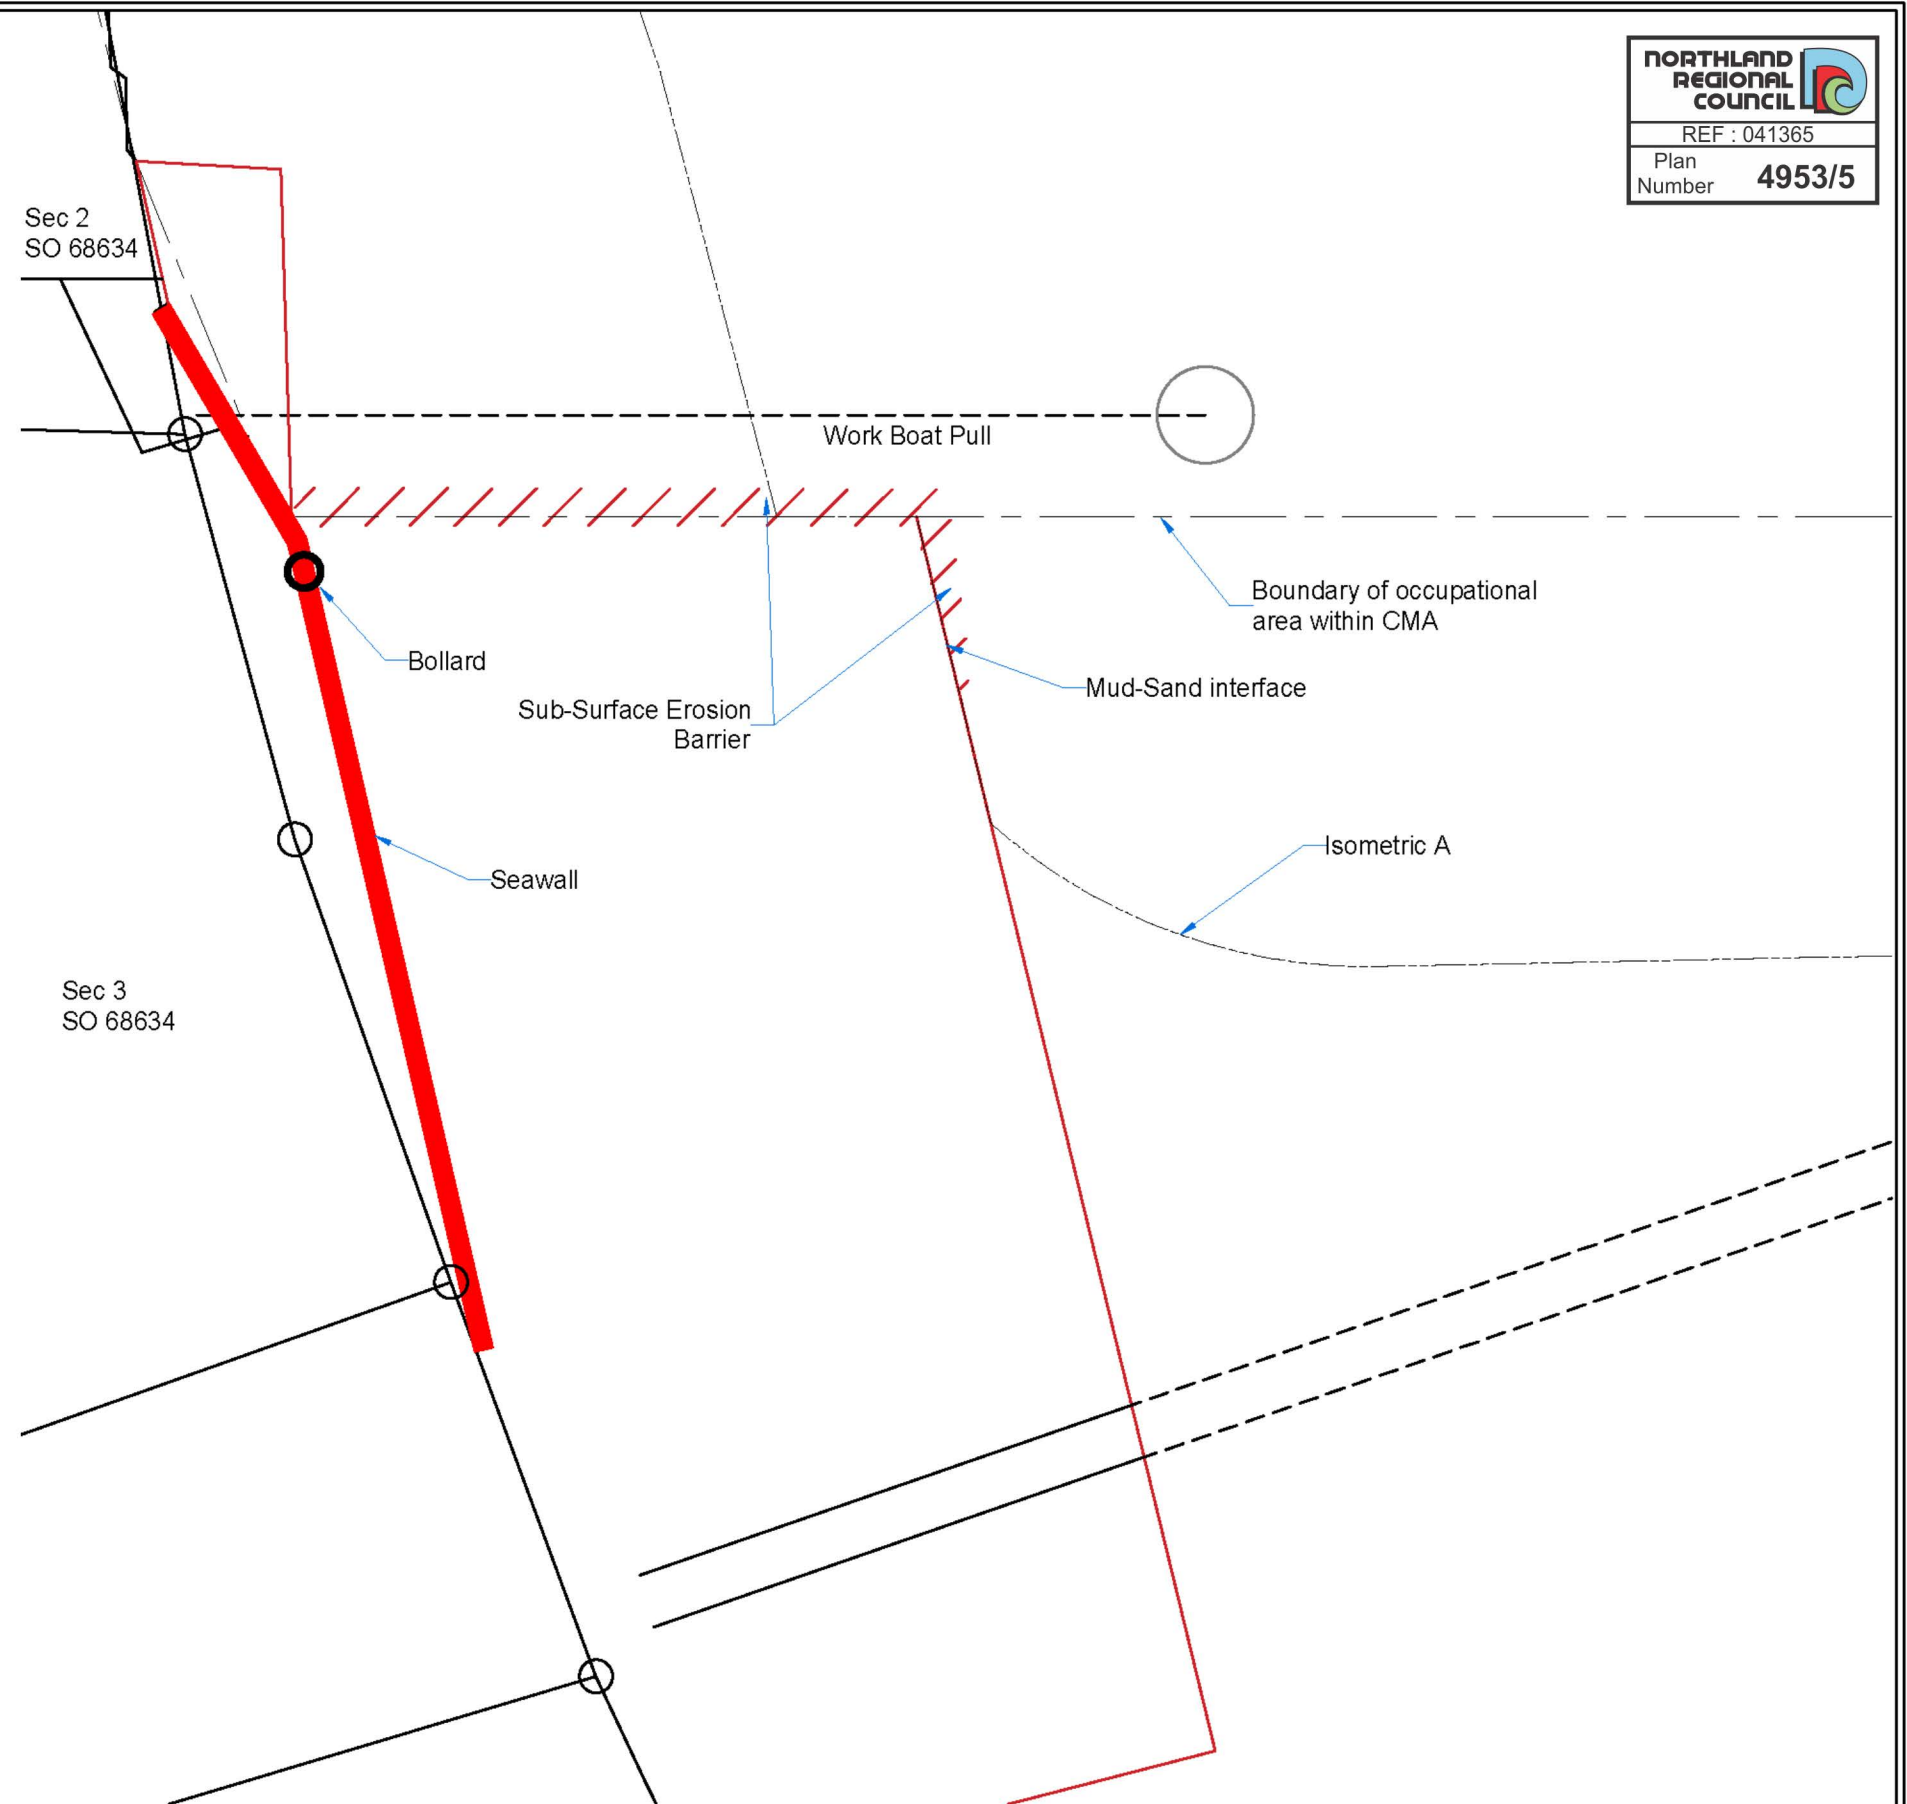 NORTHLAND
REGIONAL
COUNCIL
REF : 041365
Plan
Number
4953/5
Sec 2
SO 68634
Work Boat Pull
Boundary of occupational
area within CMA
Bollard
Mud-Sand interface
Sub-Surface Erosion
Barrier
Isometric A
Seawall
Sec 3
SO 68634